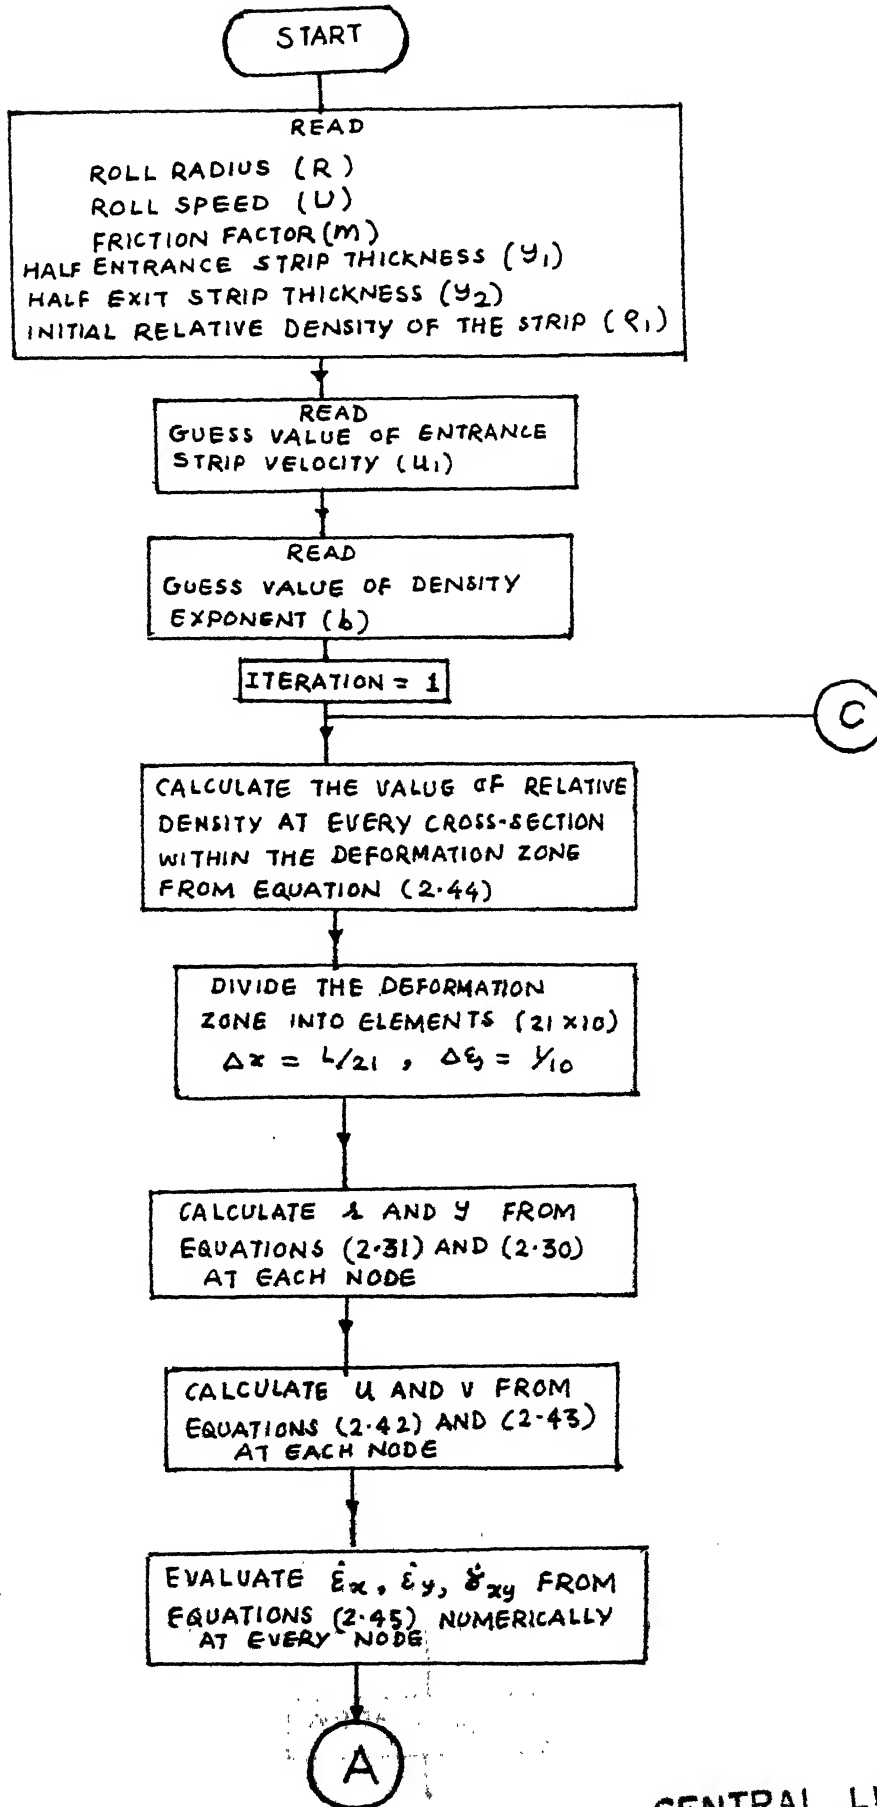 START
READ
ROLL RADIUS (R)
ROLL SPEED (U)
FRICTION FACTOR (m)
HALF ENTRANCE STRIP THICKNESS (y₁)
HALF EXIT STRIP THICKNESS (y₂)
INITIAL RELATIVE DENSITY OF THE STRIP (ρ₁)
READ
GUESS VALUE OF ENTRANCE
STRIP VELOCITY (u₁)
READ
GUESS VALUE OF DENSITY
EXPONENT (b)
ITERATION = 1
C
CALCULATE THE VALUE OF RELATIVE
DENSITY AT EVERY CROSS-SECTION
WITHIN THE DEFORMATION ZONE
FROM EQUATION (2.44)
DIVIDE THE DEFORMATION
ZONE INTO ELEMENTS (21 x 10)
Δx = L/21 , Δξ = 1/10
CALCULATE AND y FROM
EQUATIONS (2.31) AND (2.30)
AT EACH NODE
CALCULATE u AND v FROM
EQUATIONS (2.42) AND (2.43)
AT EACH NODE
EVALUATE ε̇x, ε̇y, γ̇xy FROM
EQUATIONS (2.45) NUMERICALLY
AT EVERY NODE
A
CENTRAL